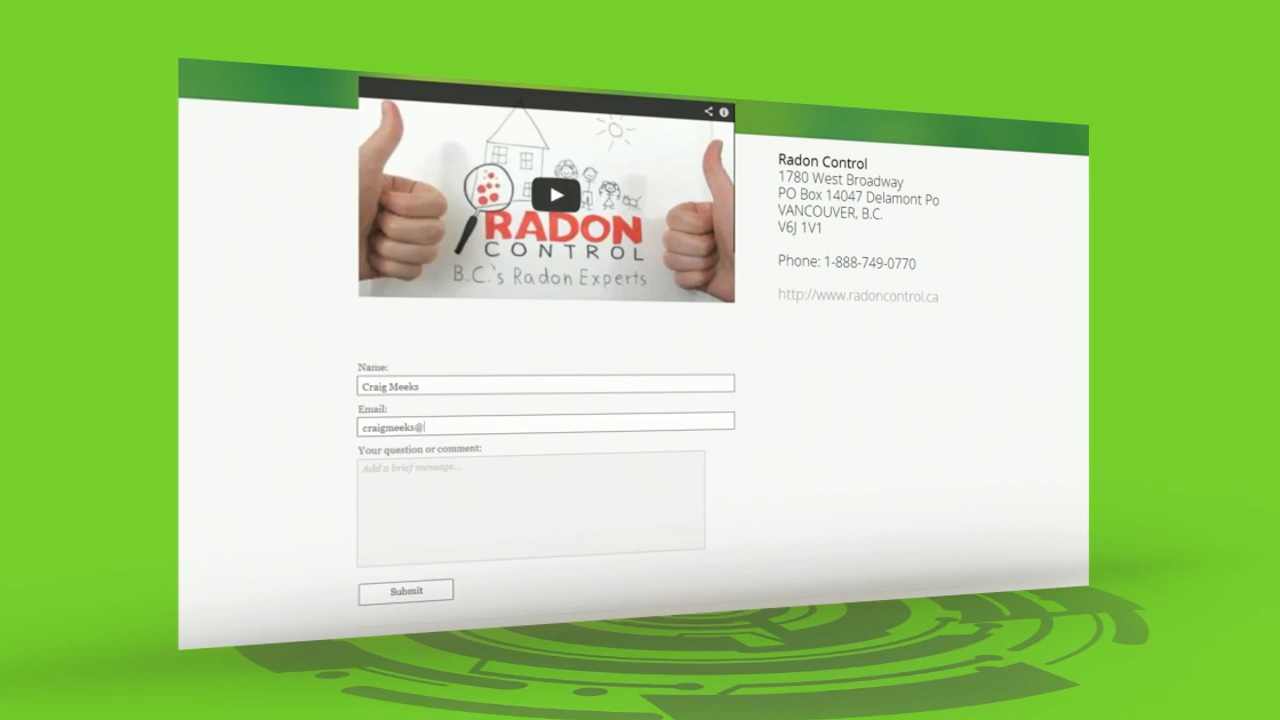 RADON
CONTROL
B.C.'s Radon Experts
Radon Control
1780 West Broadway
PO Box 14047 Delamont Po
VANCOUVER, B.C.
V6J 1V1
Phone: 1-888-749-0770
http://www.radoncontrol.ca
Name:
Craig Meeks
Email:
craigmeeks@
Your question or comment:
Add a brief message...
Submit